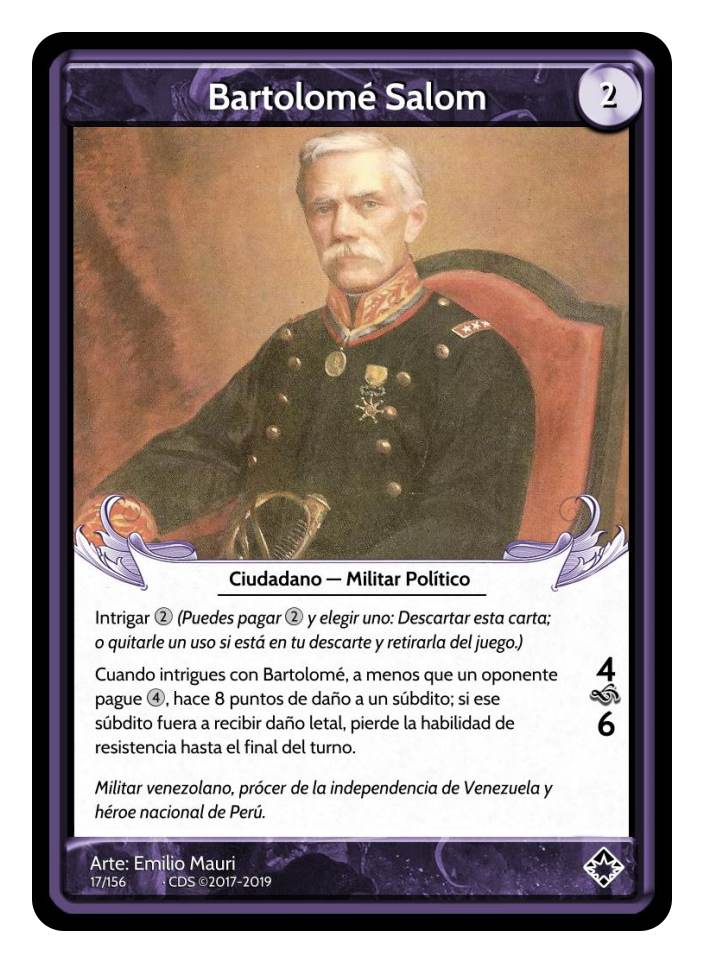 Bartolomé Salom
2
Ciudadano — Militar Político
Intrigar 2 (Puedes pagar 2 y elegir uno: Descartar esta carta;
o quitarle un uso si está en tu descarte y retirarla del juego.)
Cuando intrigues con Bartolomé, a menos que un oponente
pague 4, hace 8 puntos de daño a un súbdito; si ese
súbdito fuera a recibir daño letal, pierde la habilidad de
resistencia hasta el final del turno.
4
6
Militar venezolano, prócer de la independencia de Venezuela y
héroe nacional de Perú.
Arte: Emilio Mauri
17/156 · CDS ©2017-2019